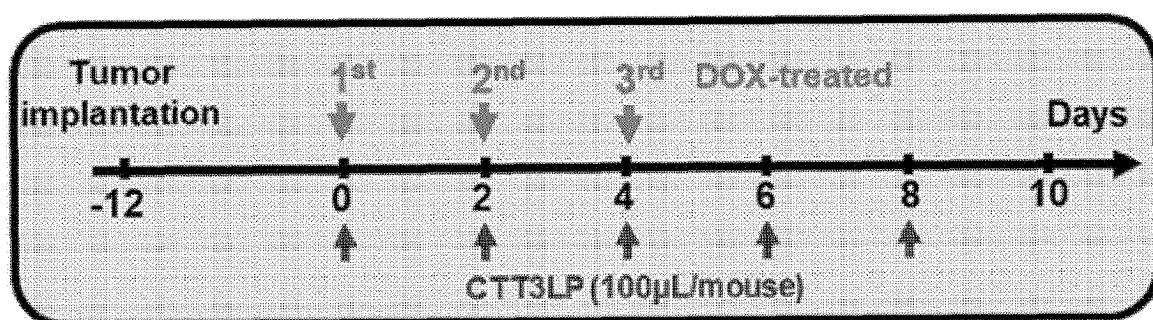 Tumor
implantation
1st 2nd 3rd DOX-treated
Days
-12 0 2 4 6 8 10
CTT3LP (100μL/mouse)